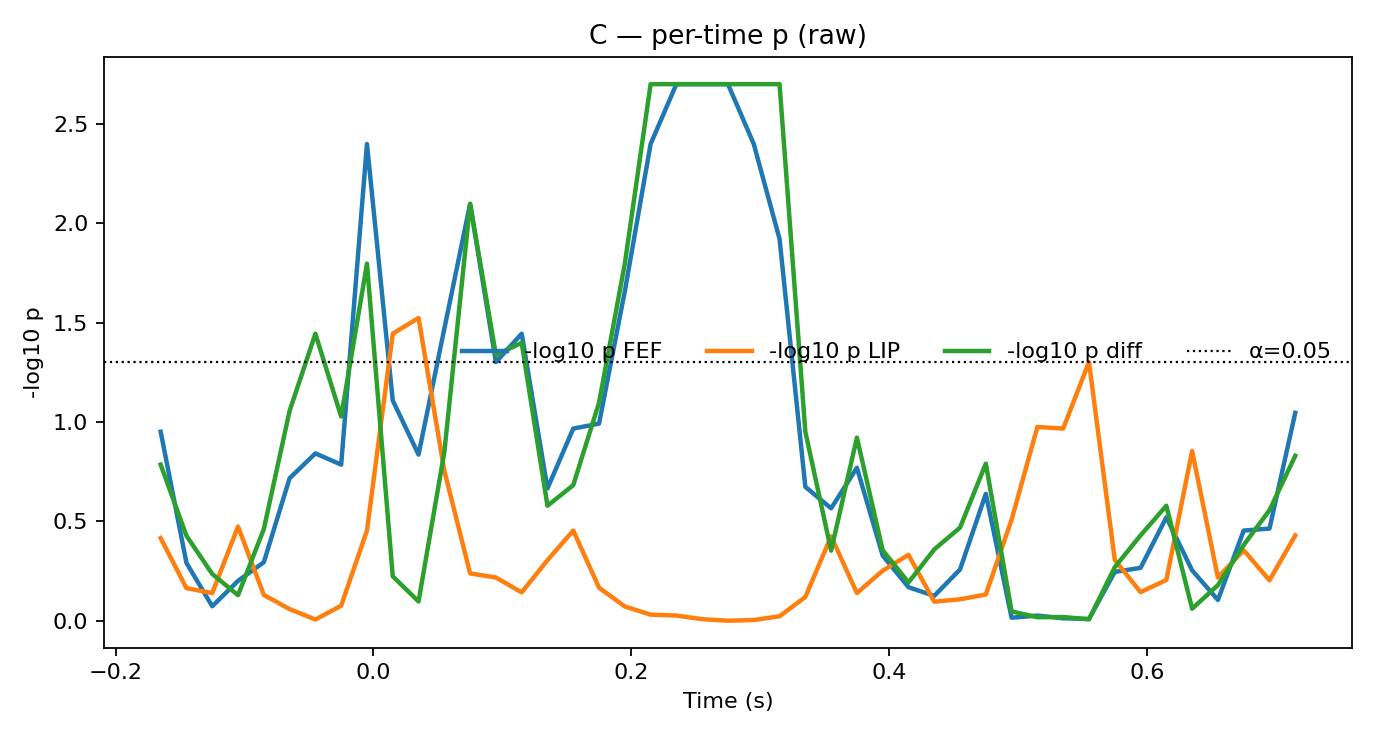 C — per-time p (raw)
-log10 p
2.5
2.0
1.5
1.0
0.5
0.0
-log10 p FEF
-log10 p LIP
-log10 p diff
α=0.05
−0.2
0.0
0.2
0.4
0.6
Time (s)